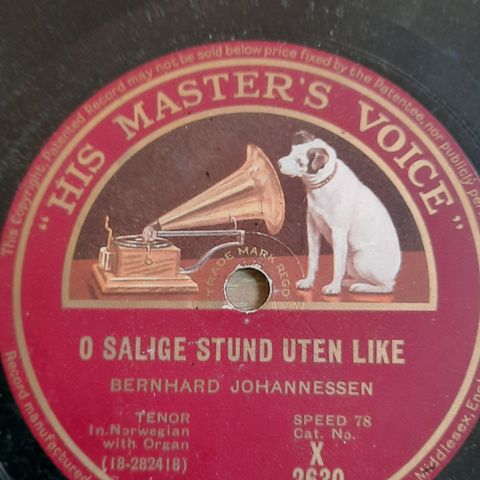 This Copyright Patented Record may not be sold below price fixed by the Patentee, nor publicly per
"HIS MASTER'S VOICE"
TRADE MARK REGD
O SALIGE STUND UTEN LIKE
BERNHARD JOHANNESSEN
TENOR
In Norwegian
with Organ
(18-282418)
SPEED 78
Cat. No.
X
2630
Record manufactured
Middlesex, Eng